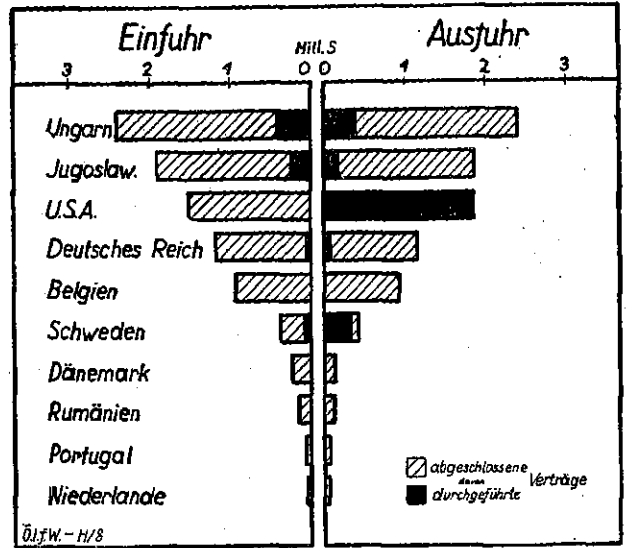 Einfuhr Mill. S Ausfuhr
3 2 1 0 0 1 2 3
Ungarn
Jugoslaw.
U.S.A.
Deutsches Reich
Belgien
Schweden
Dänemark
Rumänien
Portugal
Niederlande
abgeschlossene
davon
durchgeführte
Verträge
Ö.I.f.W. - H/8